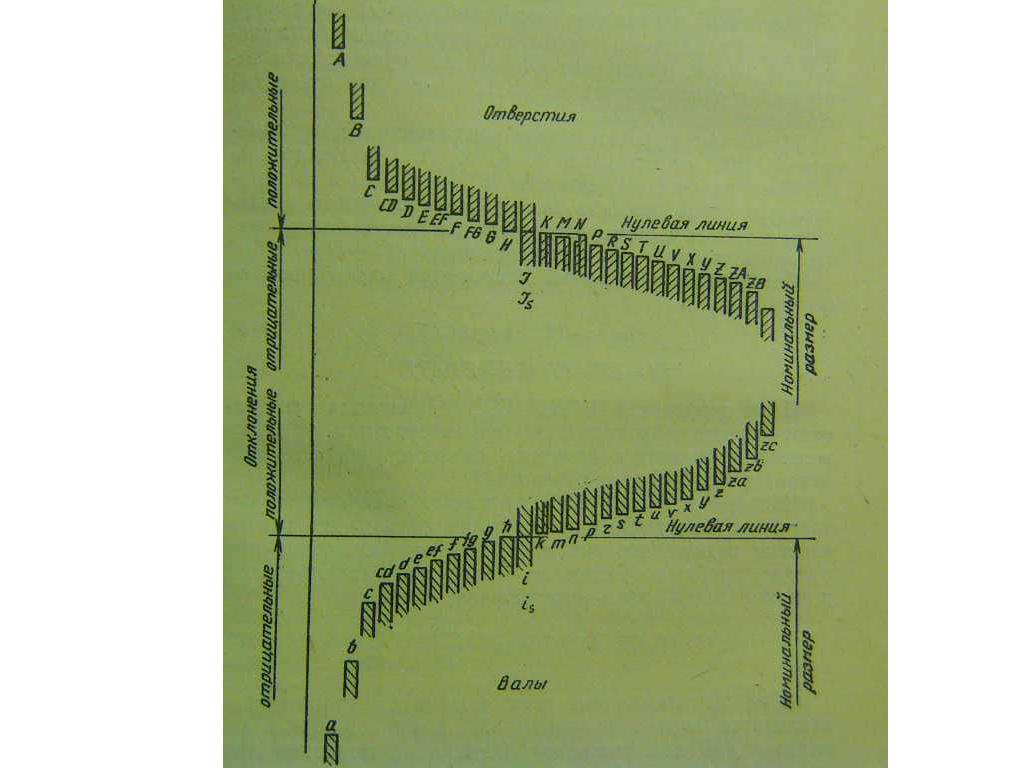 A
B
Отверстия
C
CD
D
E
EF
F
FG
G
H
J
Js
K
M
N
P
R
S
T
U
V
X
y
Z
ZA
ZB
Нулевая линия
Номинальный
размер
положительные
отрицательные
Отклонения
положительные
отрицательные
zc
zb
za
z
y
x
v
u
t
s
r
p
n
m
k
Нулевая линия
h
g
fg
f
ef
e
d
cd
c
b
a
i
is
Валы
Номинальный
размер